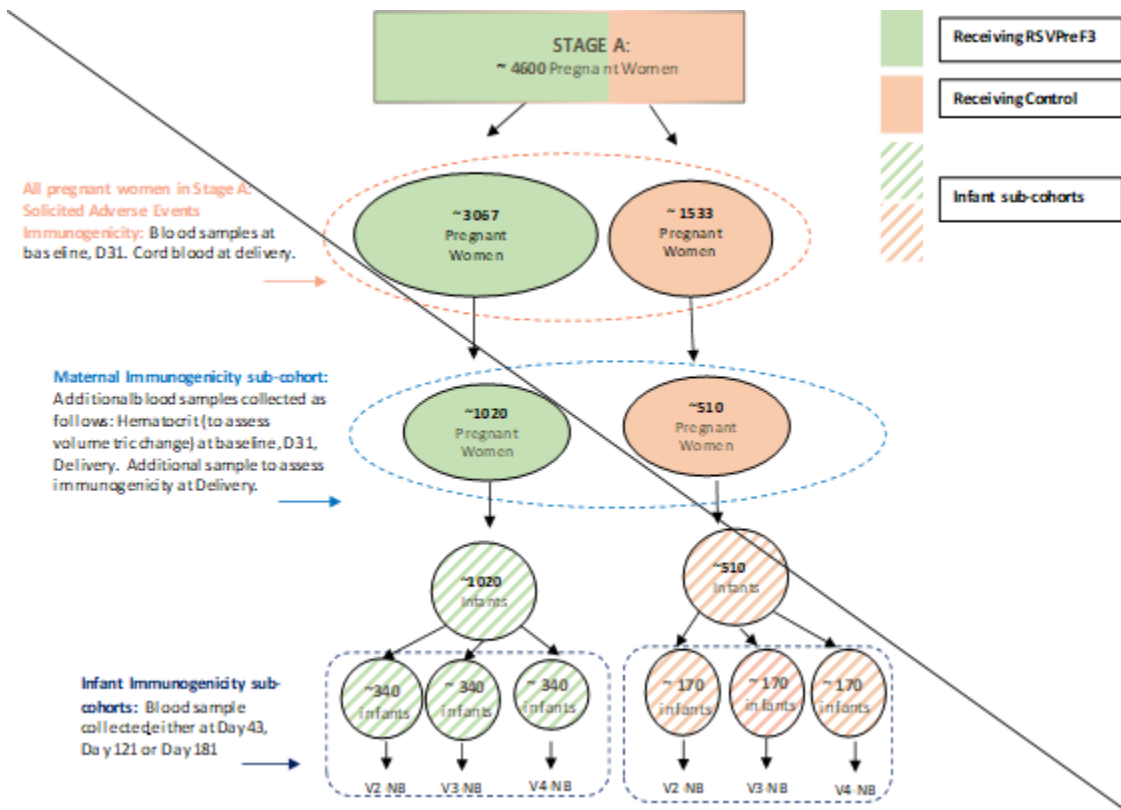 STAGE A:
~ 4600 Pregnant Women
Receiving RSVPreF3
Receiving Control
Infant sub-cohorts
All pregnant women in Stage A:
Solicited Adverse Events
Immunogenicity: Blood samples at
baseline, D31. Cord blood at delivery.
~3067
Pregnant
Women
~ 1533
Pregnant
Women
Maternal Immunogenicity sub-cohort:
Additional blood samples collected as
follows: Hematocrit (to assess
volumetric change) at baseline, D31,
Delivery. Additional sample to assess
immunogenicity at Delivery.
~1020
Pregnant
Women
~510
Pregnant
Women
~1020
Infants
~510
Infants
Infant Immunogenicity sub-
cohorts: Blood sample
collected either at Day 43,
Day 121 or Day 181
~340
infants
~ 340
infants
~ 340
infants
~ 170
infants
~ 170
infants
~ 170
infants
V2-NB
V3-NB
V4-NB
V2-NB
V3-NB
V4-NB